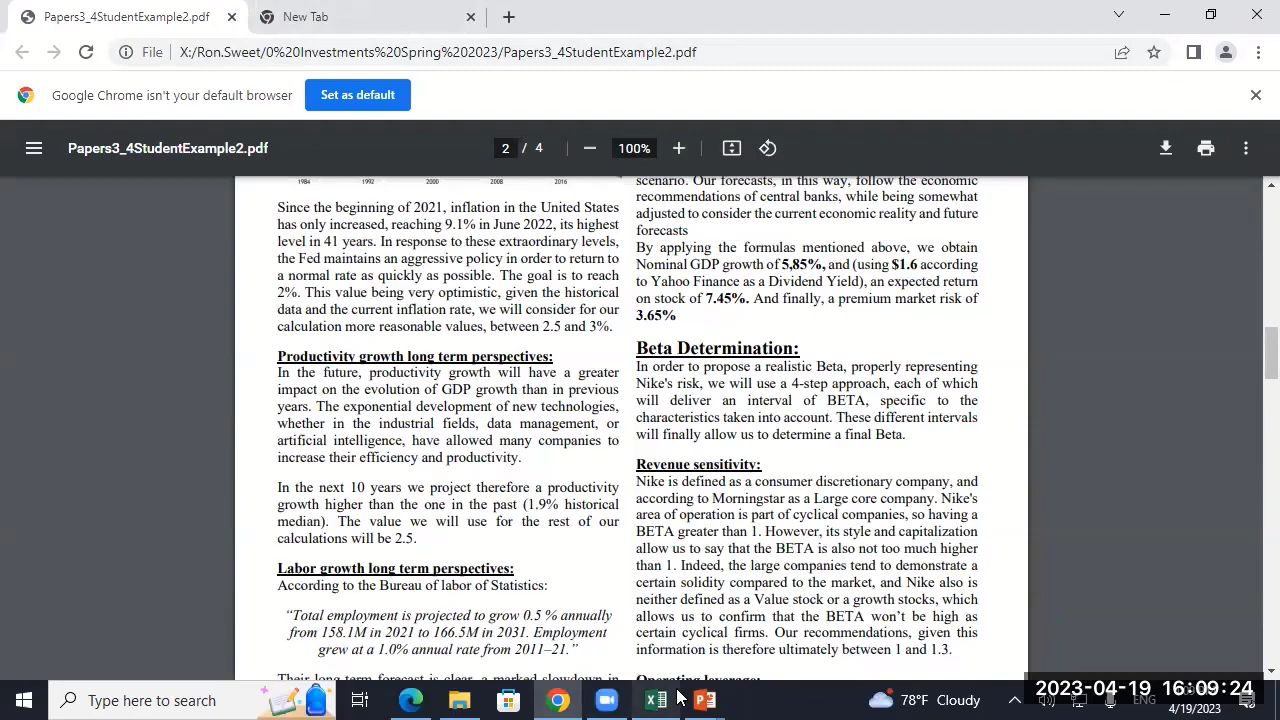 Papers3_4StudentExample2.pdf
New Tab
File
X:/Ron.Sweet/0%20Investments%20Spring%202023/Papers3_4StudentExample2.pdf
Google Chrome isn't your default browser
Set as default
Papers3_4StudentExample2.pdf
2 / 4
100%
1984 1992 2000 2008 2016
Since the beginning of 2021, inflation in the United States
has only increased, reaching 9.1% in June 2022, its highest
level in 41 years. In response to these extraordinary levels,
the Fed maintains an aggressive policy in order to return to
a normal rate as quickly as possible. The goal is to reach
2%. This value being very optimistic, given the historical
data and the current inflation rate, we will consider for our
calculation more reasonable values, between 2.5 and 3%.
Productivity growth long term perspectives:
In the future, productivity growth will have a greater
impact on the evolution of GDP growth than in previous
years. The exponential development of new technologies,
whether in the industrial fields, data management, or
artificial intelligence, have allowed many companies to
increase their efficiency and productivity.
In the next 10 years we project therefore a productivity
growth higher than the one in the past (1.9% historical
median). The value we will use for the rest of our
calculations will be 2.5.
Labor growth long term perspectives:
According to the Bureau of labor of Statistics:
“Total employment is projected to grow 0.5 % annually
from 158.1M in 2021 to 166.5M in 2031. Employment
grew at a 1.0% annual rate from 2011–21.”
Their long term forecast is clear, a marked slowdown in
scenario. Our forecasts, in this way, follow the economic
recommendations of central banks, while being somewhat
adjusted to consider the current economic reality and future
forecasts
By applying the formulas mentioned above, we obtain
Nominal GDP growth of 5,85%, and (using $1.6 according
to Yahoo Finance as a Dividend Yield), an expected return
on stock of 7.45%. And finally, a premium market risk of
3.65%
Beta Determination:
In order to propose a realistic Beta, properly representing
Nike's risk, we will use a 4-step approach, each of which
will deliver an interval of BETA, specific to the
characteristics taken into account. These different intervals
will finally allow us to determine a final Beta.
Revenue sensitivity:
Nike is defined as a consumer discretionary company, and
according to Morningstar as a Large core company. Nike's
area of operation is part of cyclical companies, so having a
BETA greater than 1. However, its style and capitalization
allow us to say that the BETA is also not too much higher
than 1. Indeed, the large companies tend to demonstrate a
certain solidity compared to the market, and Nike also is
neither defined as a Value stock or a growth stocks, which
allows us to confirm that the BETA won’t be high as
certain cyclical firms. Our recommendations, given this
information is therefore ultimately between 1 and 1.3.
Operating leverage:
Type here to search
78°F Cloudy
ENG
2023-04-19 16:09:24
4/19/2023